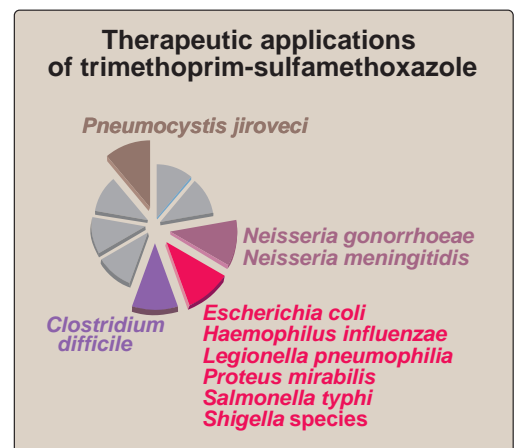 Therapeutic applications
of trimethoprim-sulfamethoxazole
Pneumocystis jiroveci
Neisseria gonorrhoeae
Neisseria meningitidis
Clostridium
difficile
Escherichia coli
Haemophilus influenzae
Legionella pneumophilia
Proteus mirabilis
Salmonella typhi
Shigella species